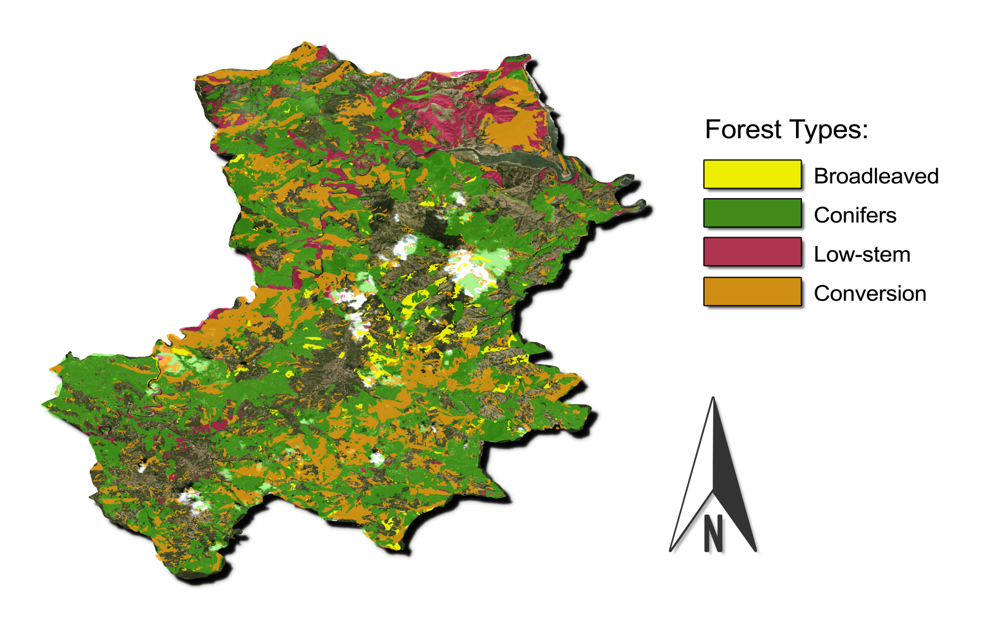 Forest Types:
Broadleaved
Conifers
Low-stem
Conversion
N